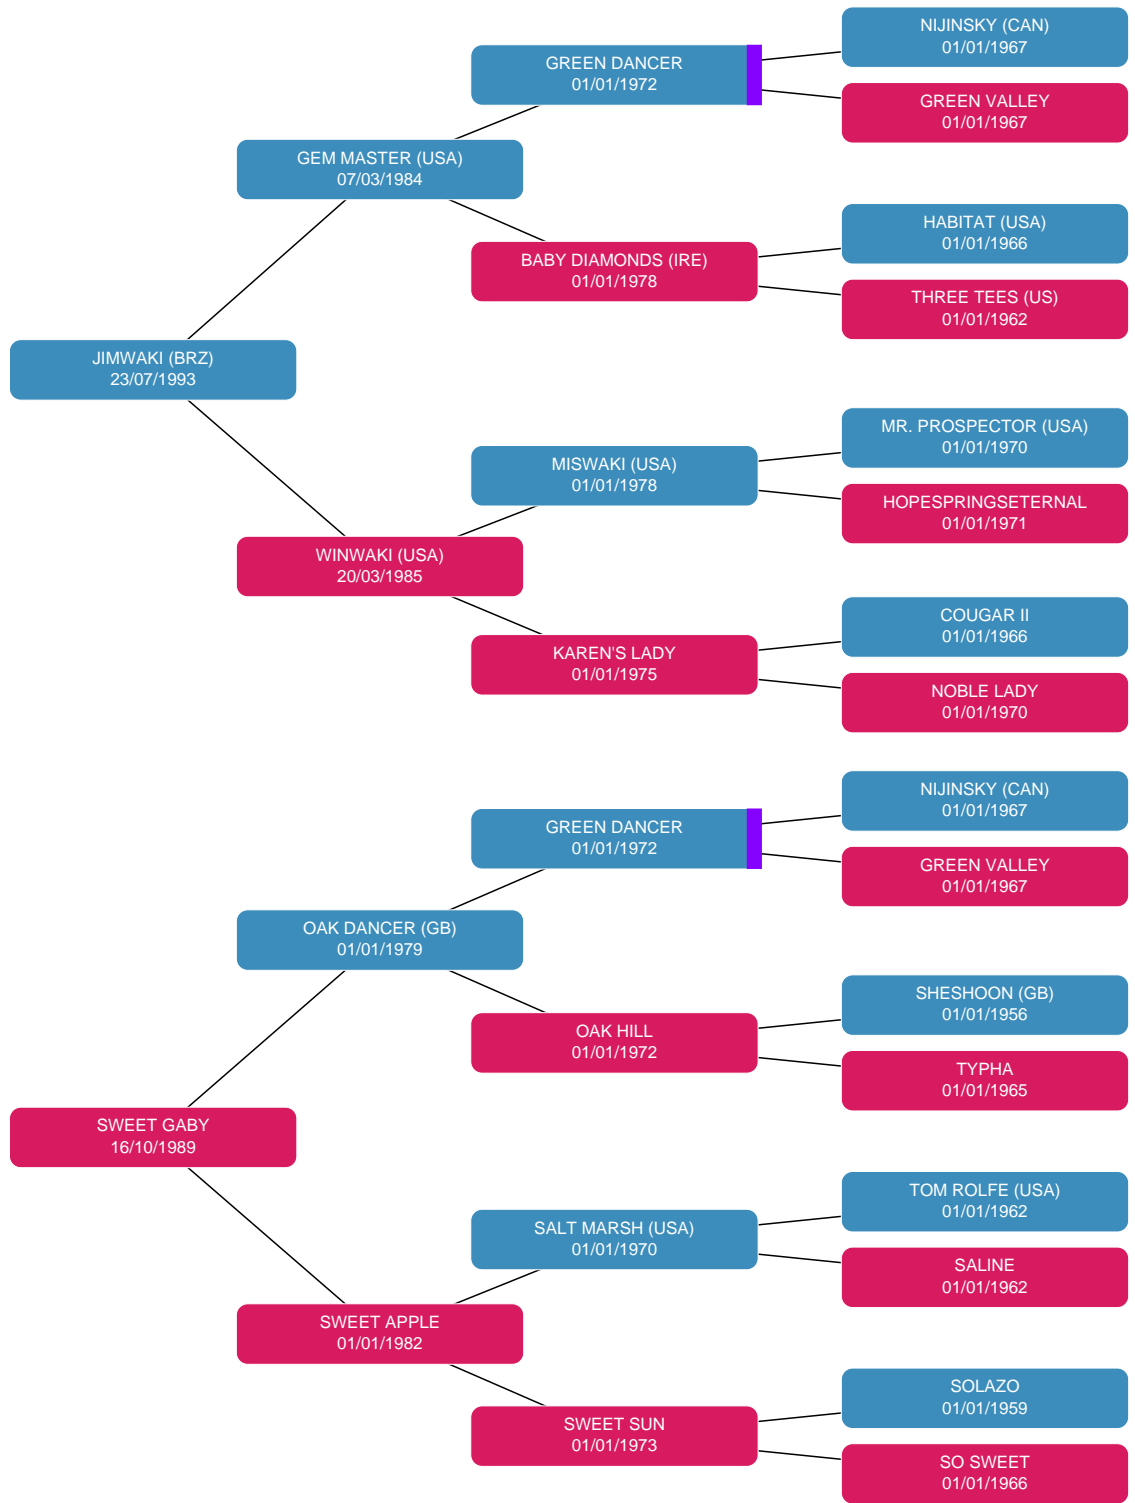 NIJINSKY (CAN)
01/01/1967
GREEN DANCER
01/01/1972
GREEN VALLEY
01/01/1967
GEM MASTER (USA)
07/03/1984
HABITAT (USA)
01/01/1966
BABY DIAMONDS (IRE)
01/01/1978
THREE TEES (US)
01/01/1962
JIMWAKI (BRZ)
23/07/1993
MR. PROSPECTOR (USA)
01/01/1970
MISWAKI (USA)
01/01/1978
HOPESPRINGSETERNAL
01/01/1971
WINWAKI (USA)
20/03/1985
COUGAR II
01/01/1966
KAREN'S LADY
01/01/1975
NOBLE LADY
01/01/1970
NIJINSKY (CAN)
01/01/1967
GREEN DANCER
01/01/1972
GREEN VALLEY
01/01/1967
OAK DANCER (GB)
01/01/1979
SHESHOON (GB)
01/01/1956
OAK HILL
01/01/1972
TYPHA
01/01/1965
SWEET GABY
16/10/1989
TOM ROLFE (USA)
01/01/1962
SALT MARSH (USA)
01/01/1970
SALINE
01/01/1962
SWEET APPLE
01/01/1982
SOLAZO
01/01/1959
SWEET SUN
01/01/1973
SO SWEET
01/01/1966